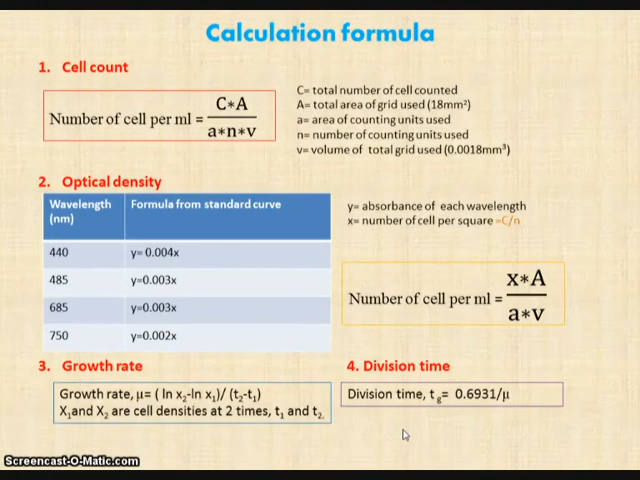 Calculation formula
1. Cell count
Number of cell per ml = C*A / a*n*v
C= total number of cell counted
A= total area of grid used (18mm²)
a= area of counting units used
n= number of counting units used
v= volume of total grid used (0.0018mm³)
2. Optical density
Wavelength (nm) Formula from standard curve
440 y= 0.004x
485 y=0.003x
685 y=0.003x
750 y=0.002x
y= absorbance of each wavelength
x= number of cell per square =C/n
Number of cell per ml = x*A / a*v
3. Growth rate
Growth rate, μ= ( ln x₂-ln x₁)/ (t₂-t₁)
X₁and X₂ are cell densities at 2 times, t₁ and t₂.
4. Division time
Division time, tg= 0.6931/μ
Screencast-O-Matic.com